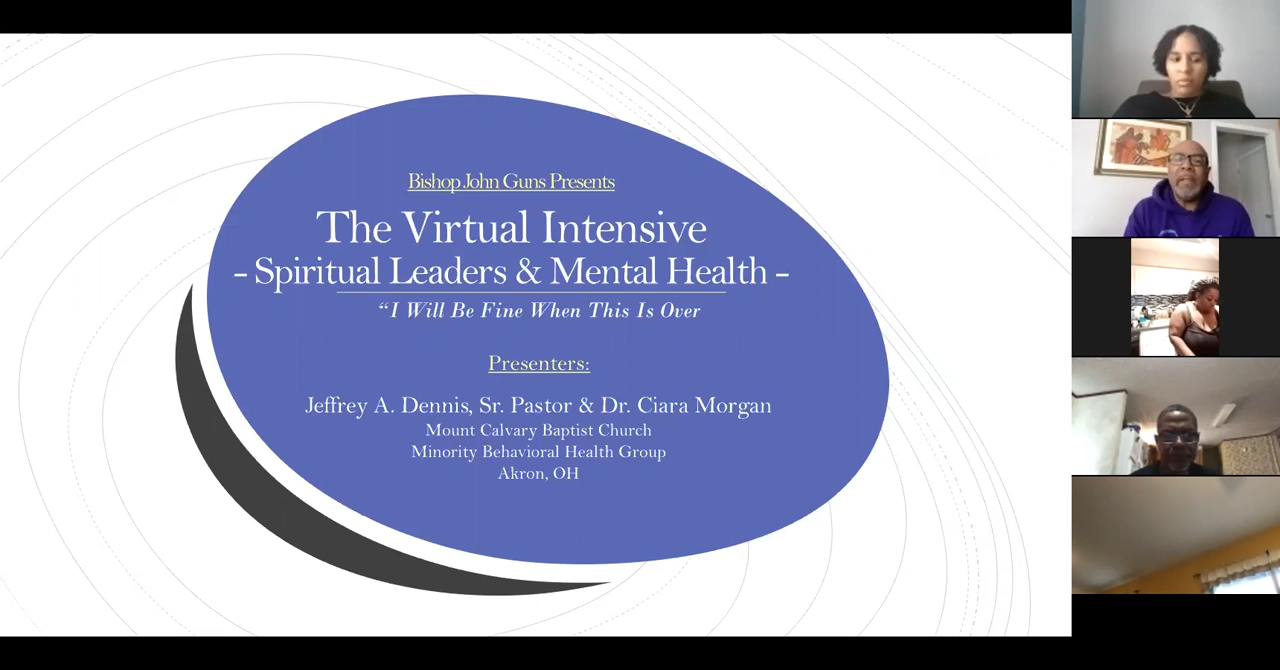 Bishop John Guns Presents
The Virtual Intensive
- Spiritual Leaders & Mental Health -
“I Will Be Fine When This Is Over
Presenters:
Jeffrey A. Dennis, Sr. Pastor & Dr. Ciara Morgan
Mount Calvary Baptist Church
Minority Behavioral Health Group
Akron, OH